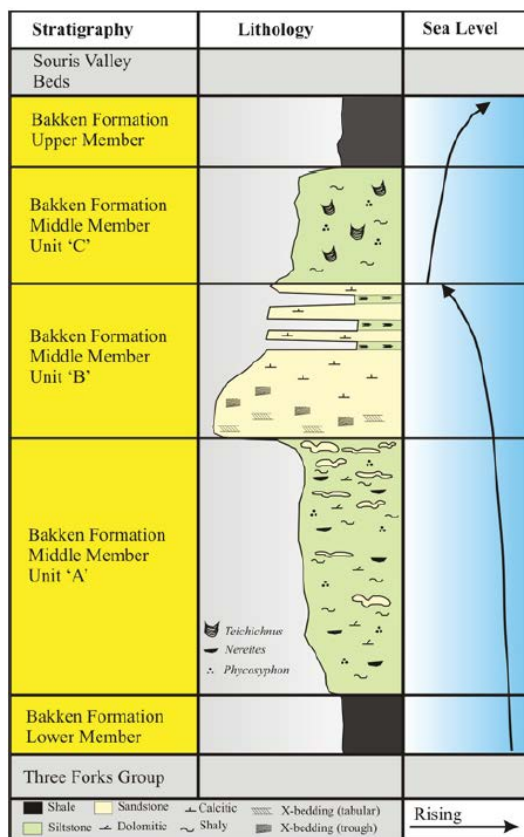 Stratigraphy
Lithology
Sea Level
Souris Valley
Beds
Bakken Formation
Upper Member
Bakken Formation
Middle Member
Unit ‘C’
Bakken Formation
Middle Member
Unit ‘B’
Bakken Formation
Middle Member
Unit ‘A’
Teichichnus
Nereites
Phycosyphon
Bakken Formation
Lower Member
Three Forks Group
Shale
Sandstone
Calcitic
X-bedding (tabular)
Siltstone
Dolomitic
Shaly
X-bedding (trough)
Rising